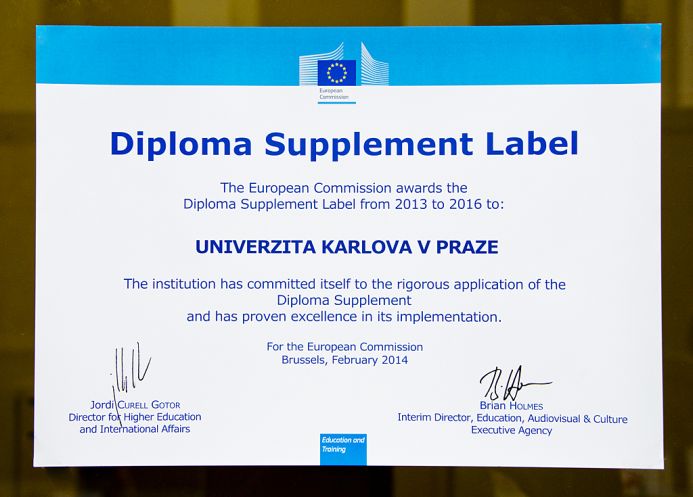 European
Commission
Diploma Supplement Label
The European Commission awards the
Diploma Supplement Label from 2013 to 2016 to:
UNIVERZITA KARLOVA V PRAZE
The institution has committed itself to the rigorous application of the
Diploma Supplement
and has proven excellence in its implementation.
For the European Commission
Brussels, February 2014
Jordi CURELL GOTOR
Director for Higher Education
and International Affairs
Brian HOLMES
Interim Director, Education, Audiovisual & Culture
Executive Agency
Education and
Training